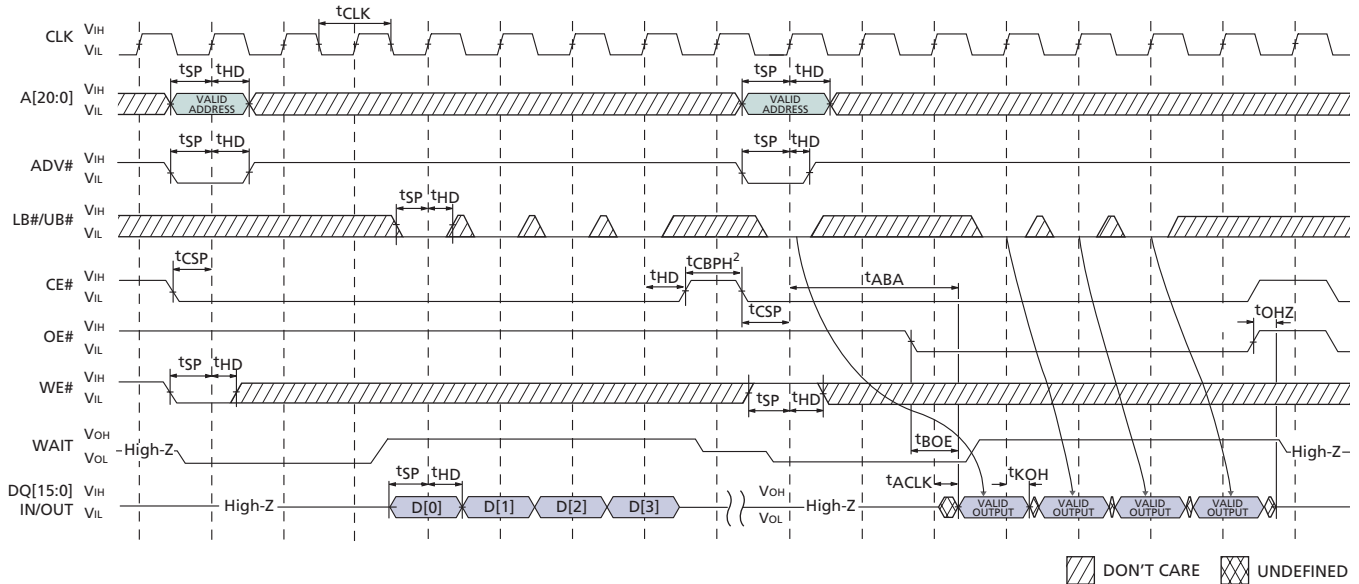 tCLK
CLK VIH
VIL
tSP tHD tSP tHD
A[20:0] VIH
VIL
VALID ADDRESS VALID ADDRESS
tSP tHD tSP tHD
ADV# VIH
VIL
tSP tHD
LB#/UB# VIH
VIL
tCSP tHD tCBPH2 tABA
CE# VIH
VIL
tCSP
OE# VIH
VIL
tOHZ
tSP tHD
WE# VIH
VIL
tSP tHD
WAIT VOH
VOL
High-Z tBOE High-Z
tSP tHD tACLK tKOH
DQ[15:0] IN/OUT VIH
VIL
High-Z D[0] D[1] D[2] D[3] VOH
VOL
High-Z VALID OUTPUT VALID OUTPUT VALID OUTPUT VALID OUTPUT
DON'T CARE UNDEFINED